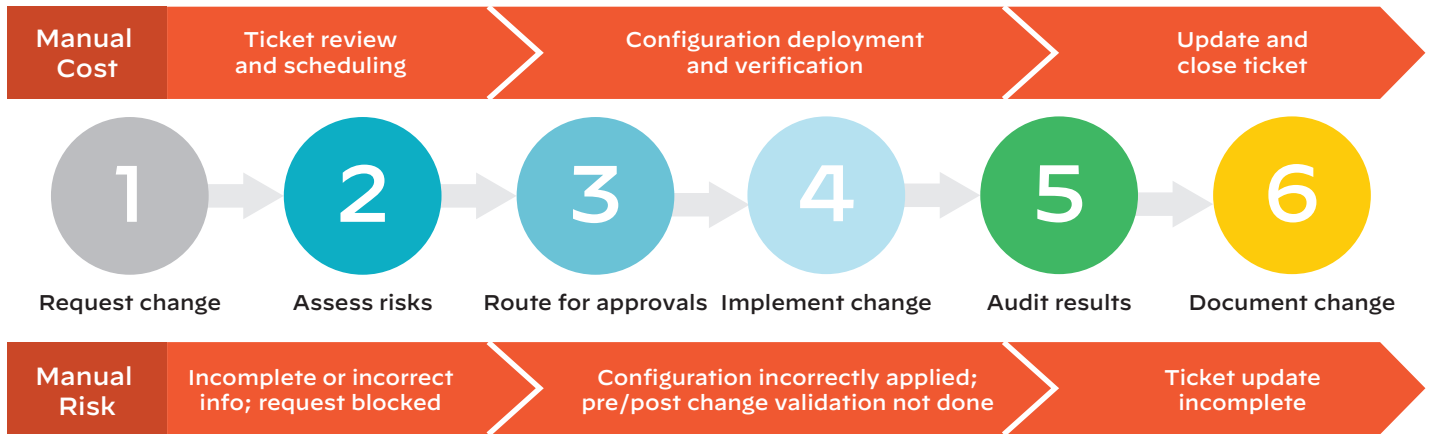 Manual
Cost
Ticket review
and scheduling
Configuration deployment
and verification
Update and
close ticket
1
2
3
4
5
6
Request change
Assess risks
Route for approvals
Implement change
Audit results
Document change
Manual
Risk
Incomplete or incorrect
info; request blocked
Configuration incorrectly applied;
pre/post change validation not done
Ticket update
incomplete